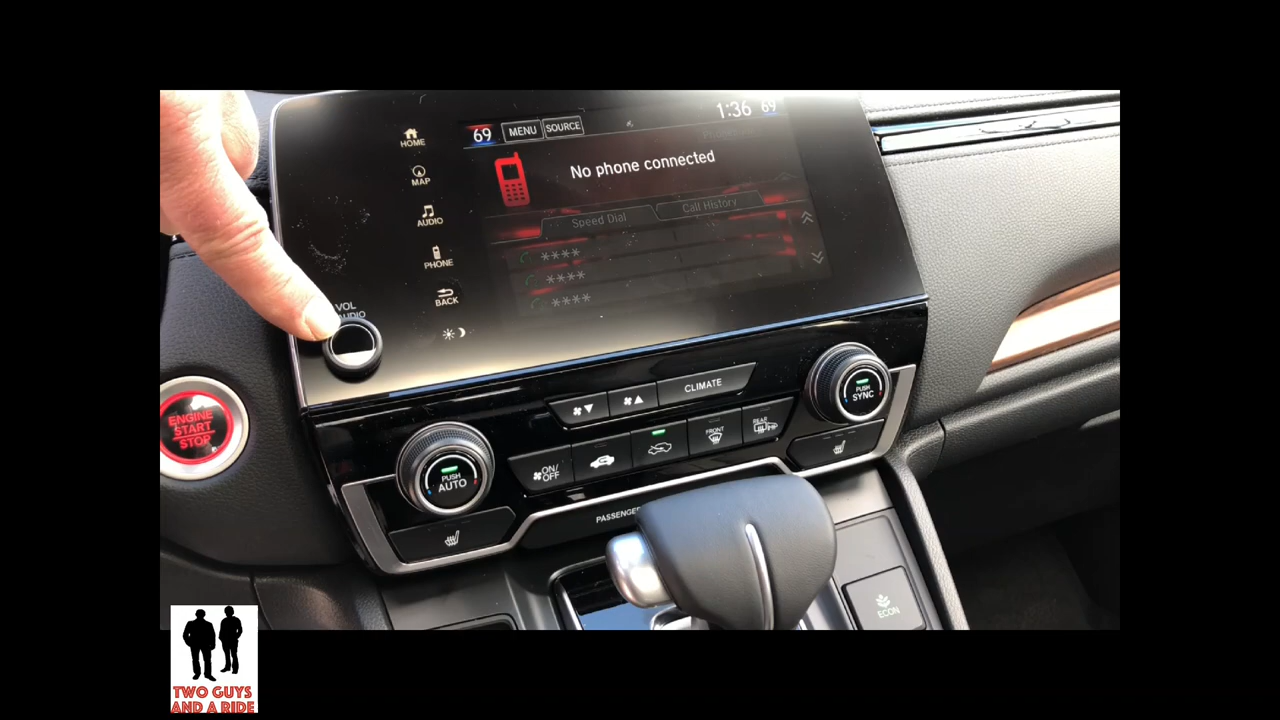 HOME
MAP
AUDIO
PHONE
BACK
VOL
AUDIO
69 MENU SOURCE 1:36 69
No phone connected
Speed Dial Call History
****
****
****
ENGINE
START
STOP
CLIMATE
PUSH
SYNC
PUSH
AUTO
ON/
OFF
FRONT
REAR
PASSENGER
ECON
TWO GUYS
AND A RIDE